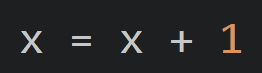 x = x + 1